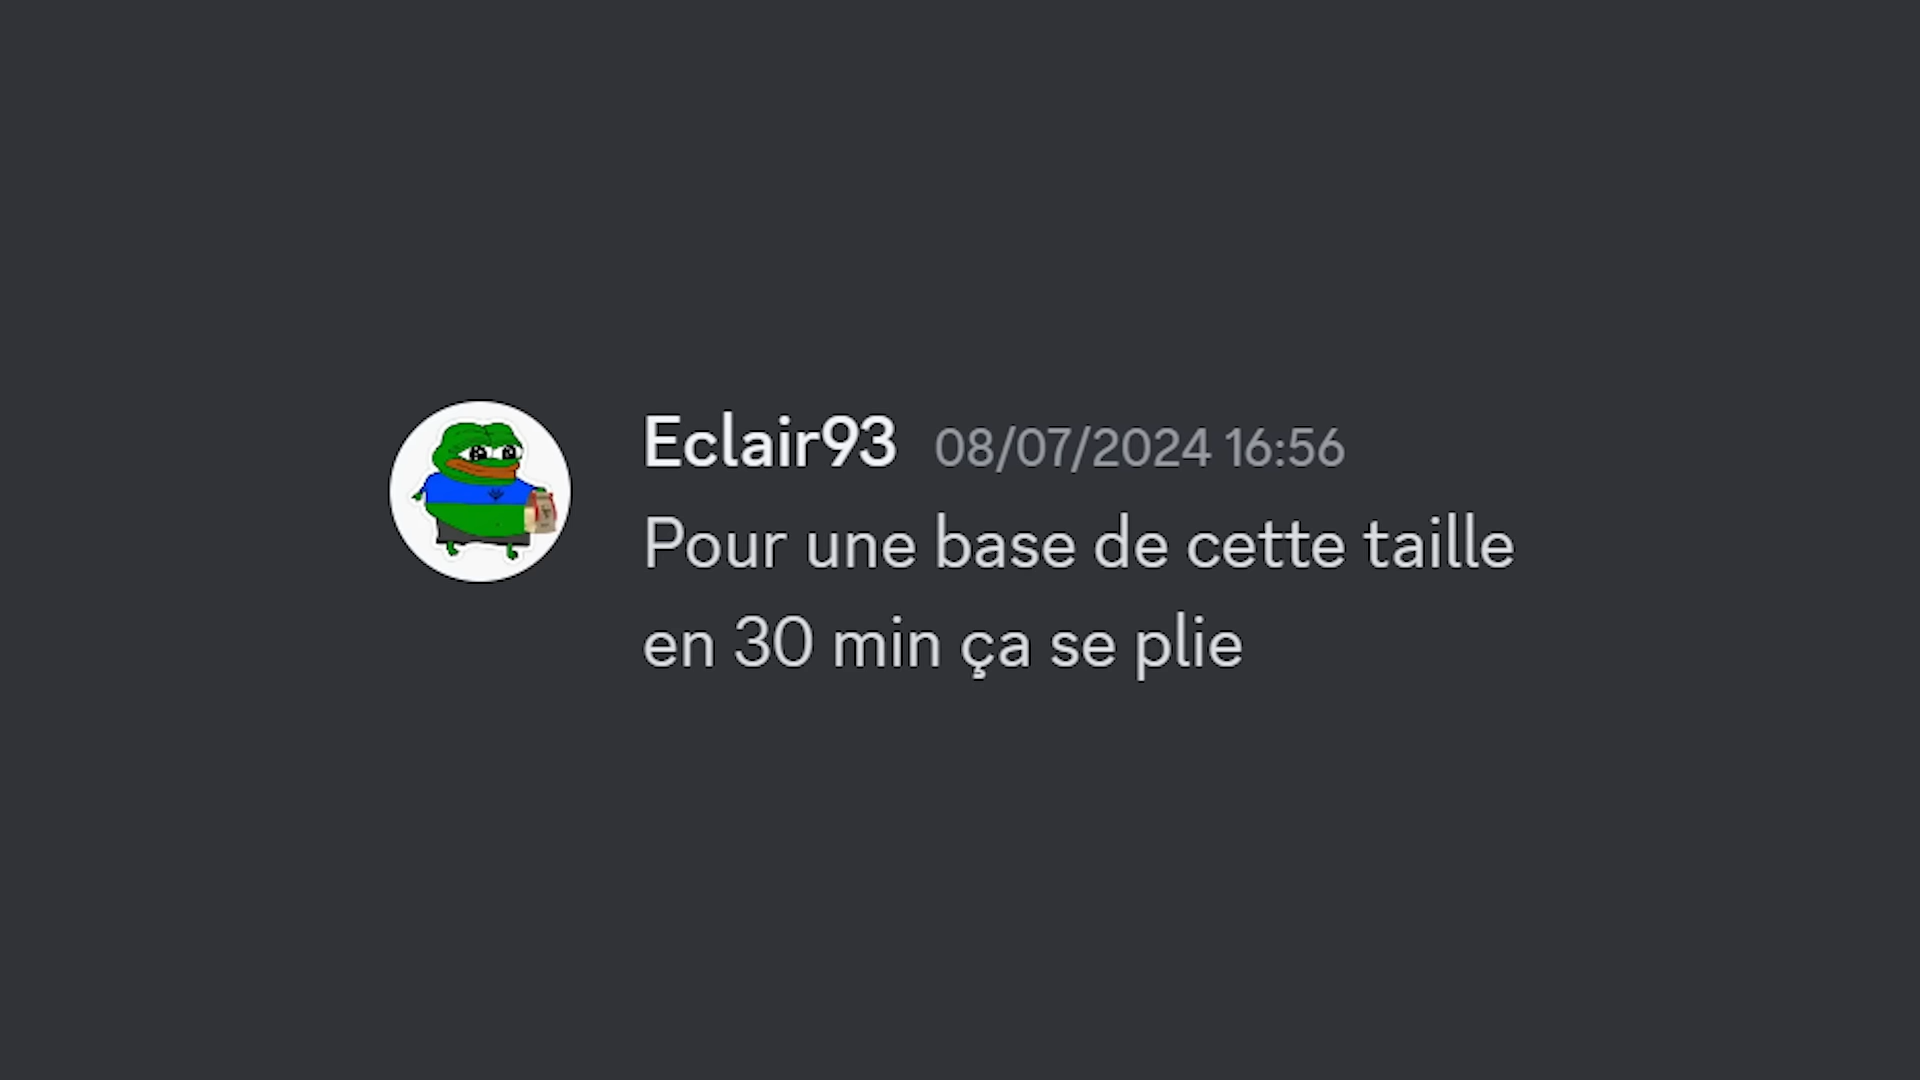 Eclair93 08/07/2024 16:56
Pour une base de cette taille
en 30 min ça se plie